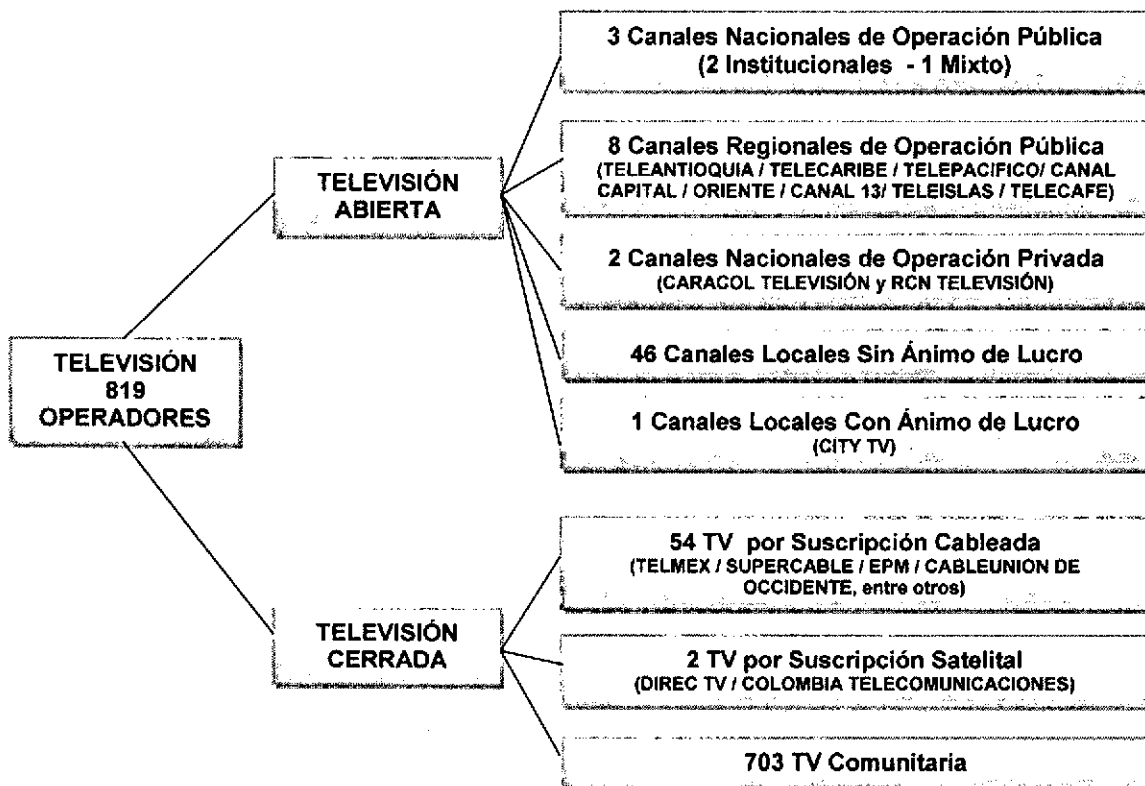 3 Canales Nacionales de Operación Pública
(2 Institucionales - 1 Mixto)
8 Canales Regionales de Operación Pública
(TELEANTIOQUIA / TELECARIBE / TELEPACIFICO/ CANAL
CAPITAL / ORIENTE / CANAL 13/ TELEISLAS / TELECAFE)
TELEVISIÓN
ABIERTA
2 Canales Nacionales de Operación Privada
(CARACOL TELEVISIÓN y RCN TELEVISIÓN)
46 Canales Locales Sin Ánimo de Lucro
1 Canales Locales Con Ánimo de Lucro
(CITY TV)
TELEVISIÓN
819
OPERADORES
54 TV por Suscripción Cableada
(TELMEX / SUPERCABLE / EPM / CABLEUNION DE
OCCIDENTE, entre otros)
TELEVISIÓN
CERRADA
2 TV por Suscripción Satelital
(DIREC TV / COLOMBIA TELECOMUNICACIONES)
703 TV Comunitaria